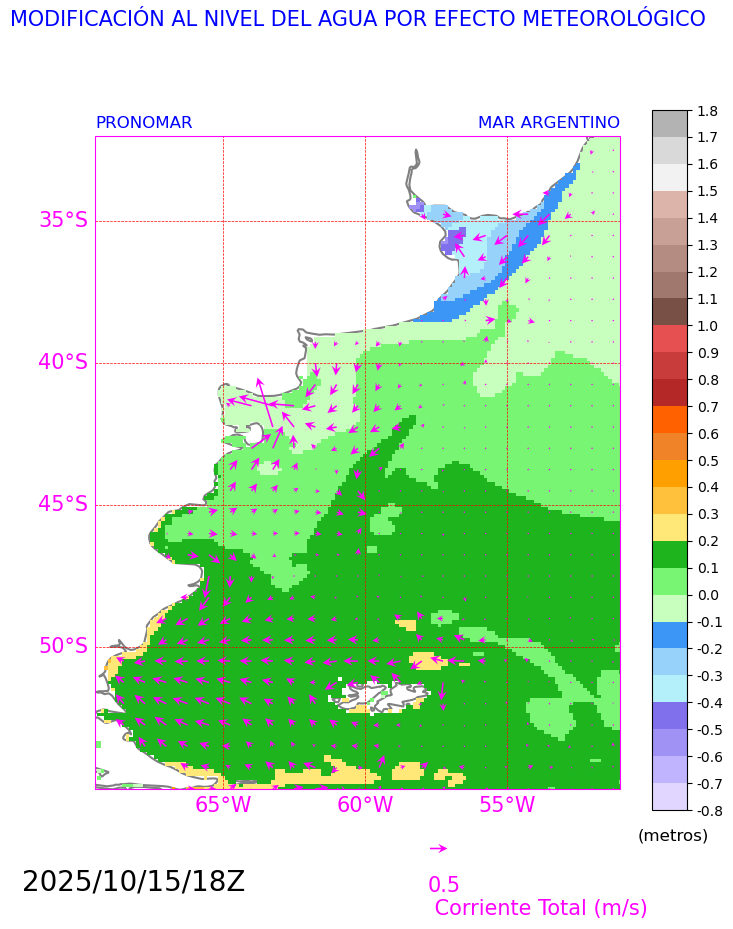 MODIFICACIÓN AL NIVEL DEL AGUA POR EFECTO METEOROLÓGICO
PRONOMAR
MAR ARGENTINO
35°S
40°S
45°S
50°S
65°W
60°W
55°W
1.8
1.7
1.6
1.5
1.4
1.3
1.2
1.1
1.0
0.9
0.8
0.7
0.6
0.5
0.4
0.3
0.2
0.1
0.0
-0.1
-0.2
-0.3
-0.4
-0.5
-0.6
-0.7
-0.8
(metros)
2025/10/15/18Z
0.5
Corriente Total (m/s)